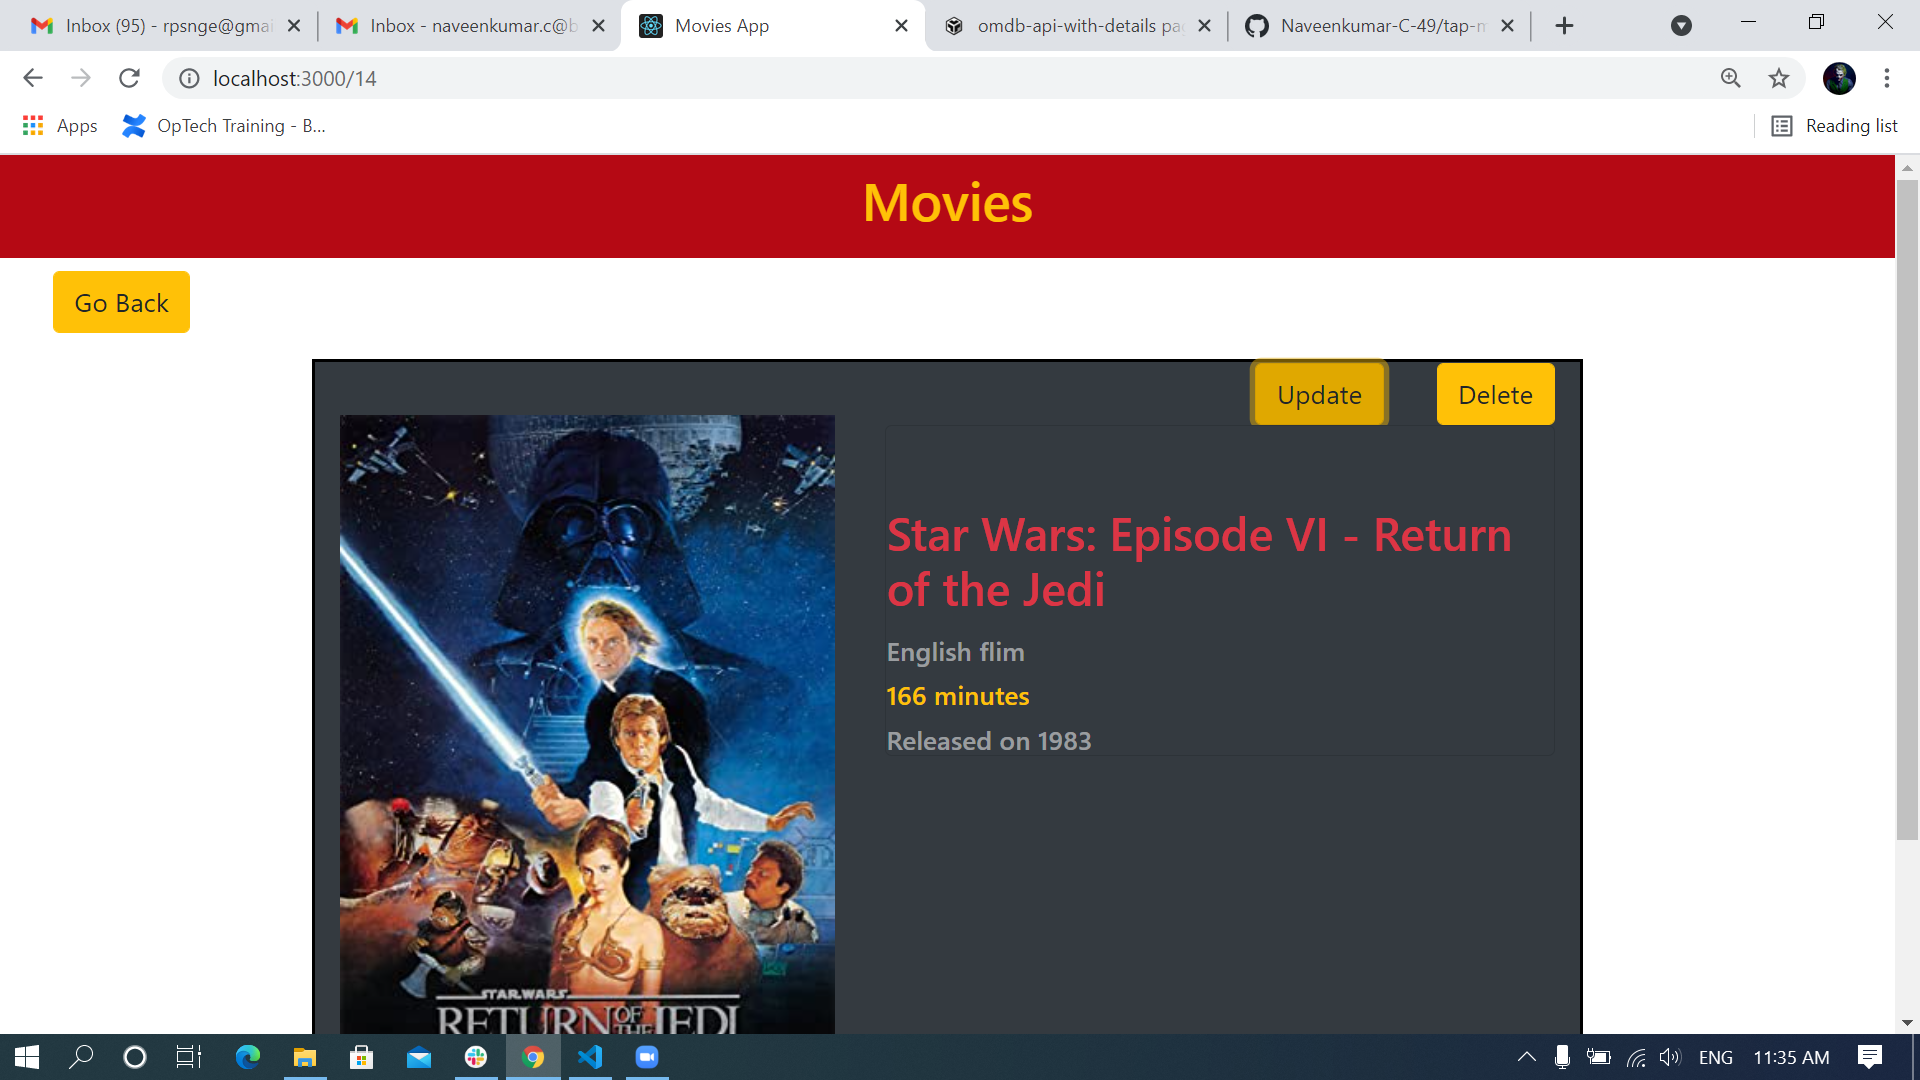 Inbox (95) - rpsnge@gmai
Inbox - naveenkumar.c@b
Movies App
omdb-api-with-details pa
Naveenkumar-C-49/tap-m
localhost:3000/14
Apps
OpTech Training - B...
Reading list
Movies
Go Back
Update
Delete
Star Wars: Episode VI - Return
of the Jedi
English flim
166 minutes
Released on 1983
STAR WARS
RETURN OF THE JEDI
ENG
11:35 AM